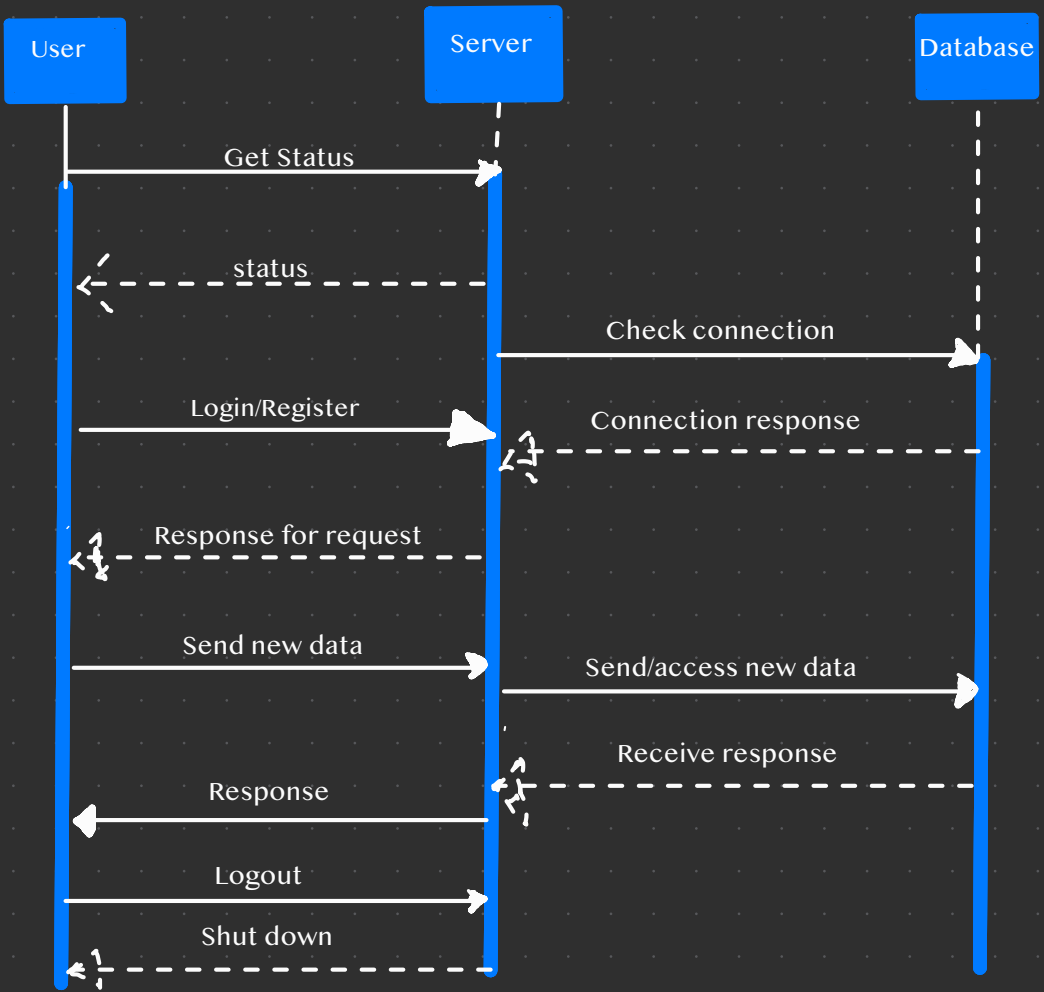 User
Server
Database
Get Status
status
Check connection
Login/Register
Connection response
Response for request
Send new data
Send/access new data
Receive response
Response
Logout
Shut down